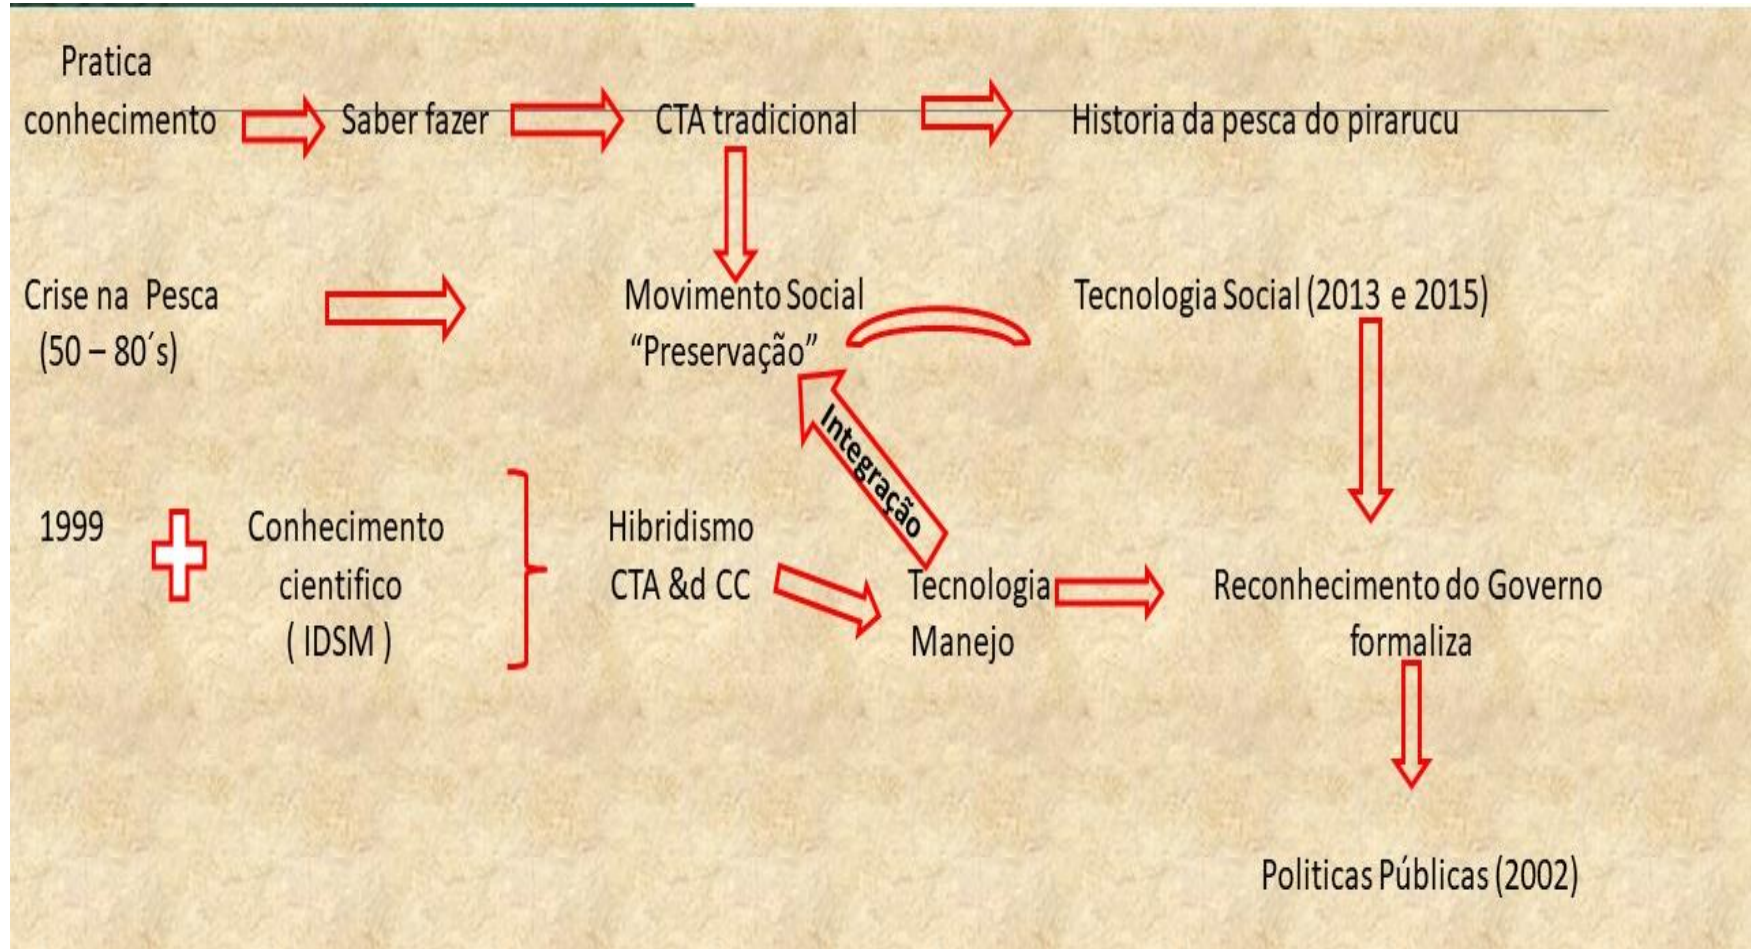 Pratica
conhecimento
Saber fazer
CTA tradicional
Historia da pesca do pirarucu
Crise na Pesca
(50 – 80´s)
Movimento Social
“Preservação”
Tecnologia Social (2013 e 2015)
Integração
1999
Conhecimento
cientifico
( IDSM )
Hibridismo
CTA &d CC
Tecnologia
Manejo
Reconhecimento do Governo
formaliza
Politicas Públicas (2002)